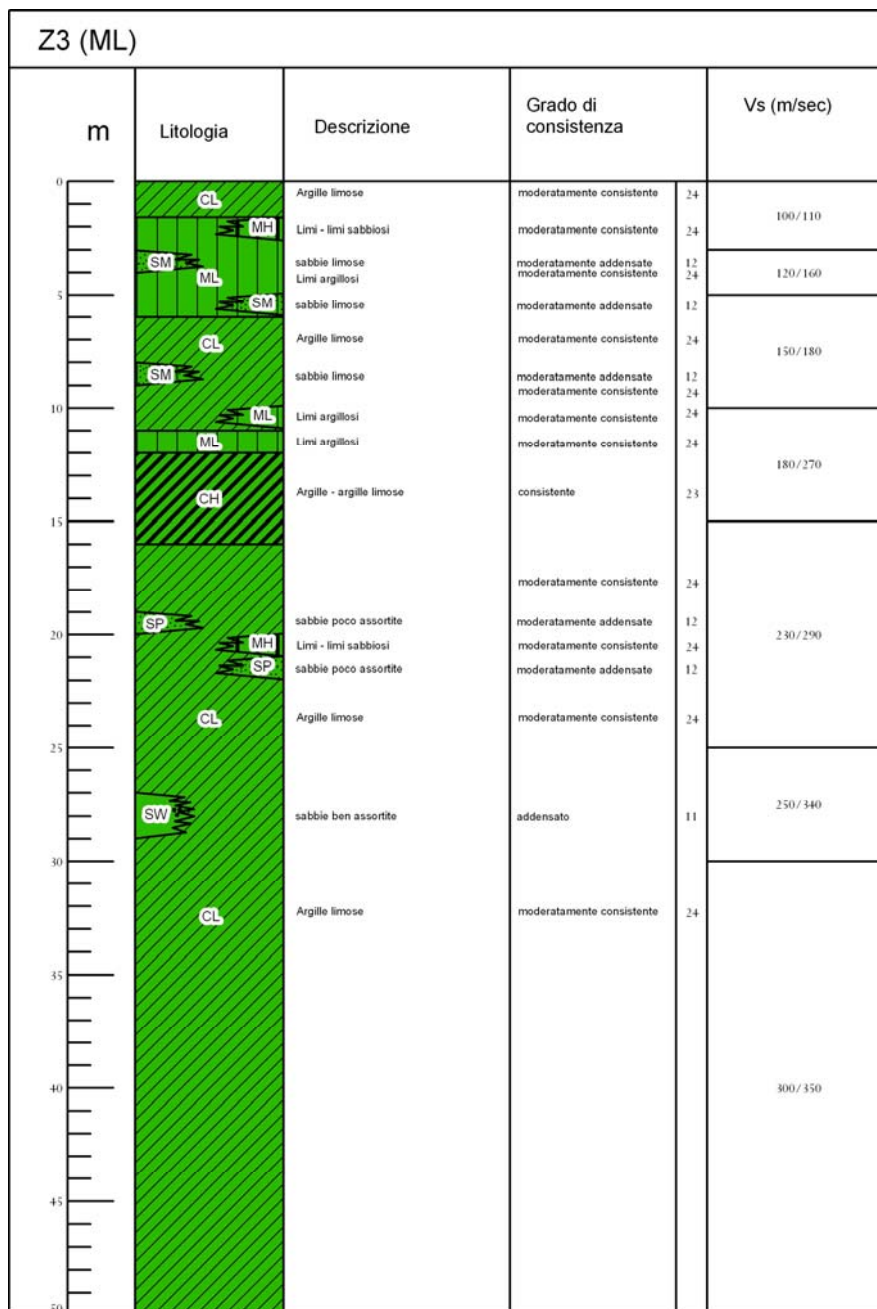 Z3 (ML)
m Litologia Descrizione Grado di consistenza Vs (m/sec)
0
CL Argille limose moderatamente consistente 24
100/110
MH Limi - limi sabbiosi moderatamente consistente 24
SM sabbie limose moderatamente addensate 12
ML Limi argillosi moderatamente consistente 24
120/160
5
SM sabbie limose moderatamente addensate 12
CL Argille limose moderatamente consistente 24
150/180
SM sabbie limose moderatamente addensate 12
moderatamente consistente 24
10
ML Limi argillosi moderatamente consistente 24
ML Limi argillosi moderatamente consistente 24
180/270
CH Argille - argille limose consistente 23
15
moderatamente consistente 24
SP sabbie poco assortite moderatamente addensate 12
20
230/290
MH Limi - limi sabbiosi moderatamente consistente 24
SP sabbie poco assortite moderatamente addensate 12
CL Argille limose moderatamente consistente 24
25
250/340
SW sabbie ben assortite addensato 11
30
CL Argille limose moderatamente consistente 24
35
40
300/350
45
50